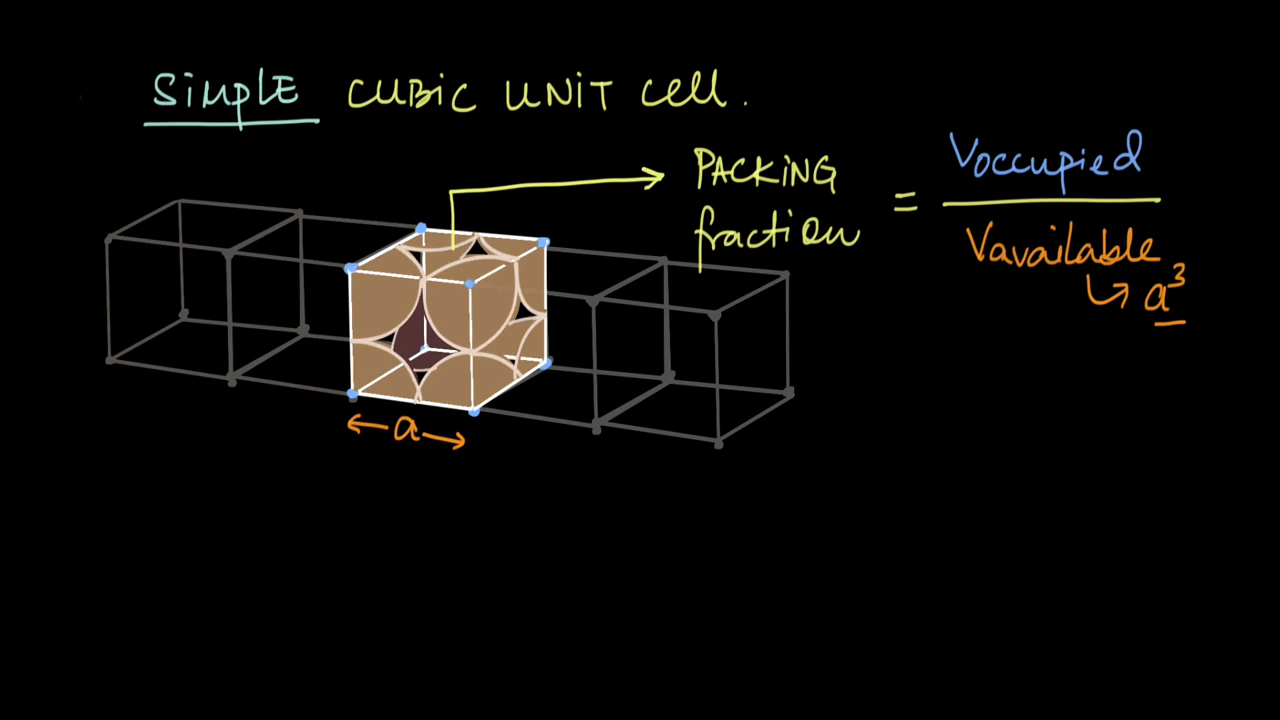 SIMPLE CUBIC UNIT CELL.
PACKING
fraction
= Voccupied
Vavailable
a³
a